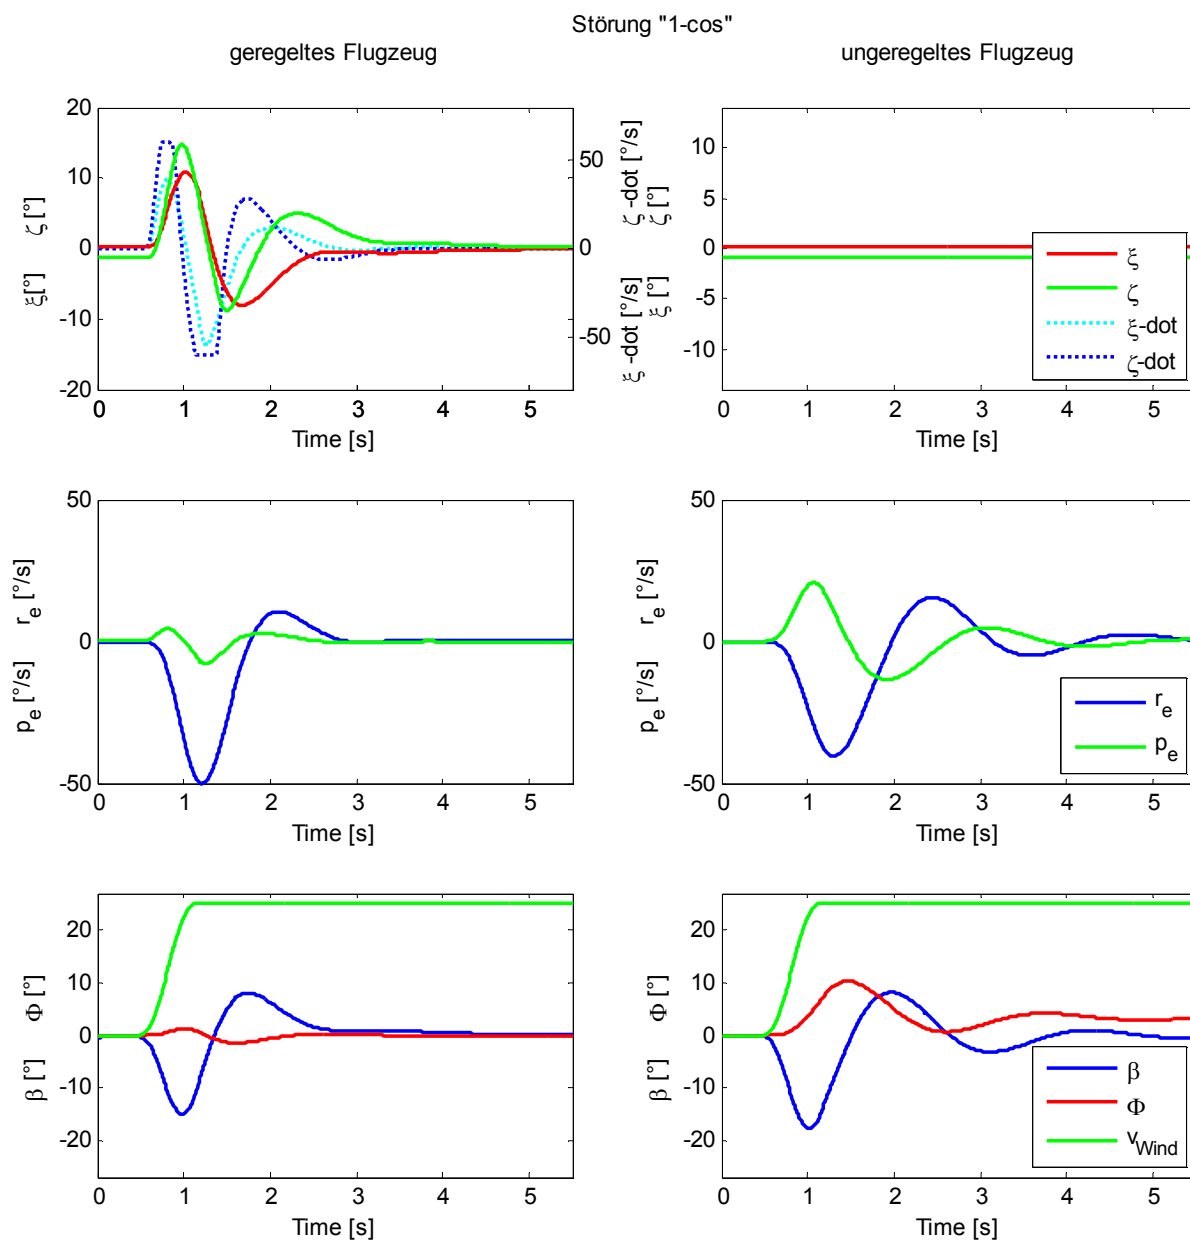 Störung "1-cos"
geregeltes Flugzeug
ungeregeltes Flugzeug
20
10
0
-10
-20
ξ[°] ζ [°]
50
0
-50
ξ -dot [°/s] ζ -dot [°/s]
0 1 2 3 4 5
Time [s]
10
5
0
-5
-10
ξ [°] ζ [°]
ξ
ζ
ξ-dot
ζ-dot
0 1 2 3 4 5
Time [s]
50
0
-50
p_e [°/s] r_e [°/s]
0 1 2 3 4 5
Time [s]
50
0
-50
p_e [°/s] r_e [°/s]
r_e
p_e
0 1 2 3 4 5
Time [s]
20
10
0
-10
-20
β [°] Φ [°]
0 1 2 3 4 5
Time [s]
20
10
0
-10
-20
β [°] Φ [°]
β
Φ
v_Wind
0 1 2 3 4 5
Time [s]